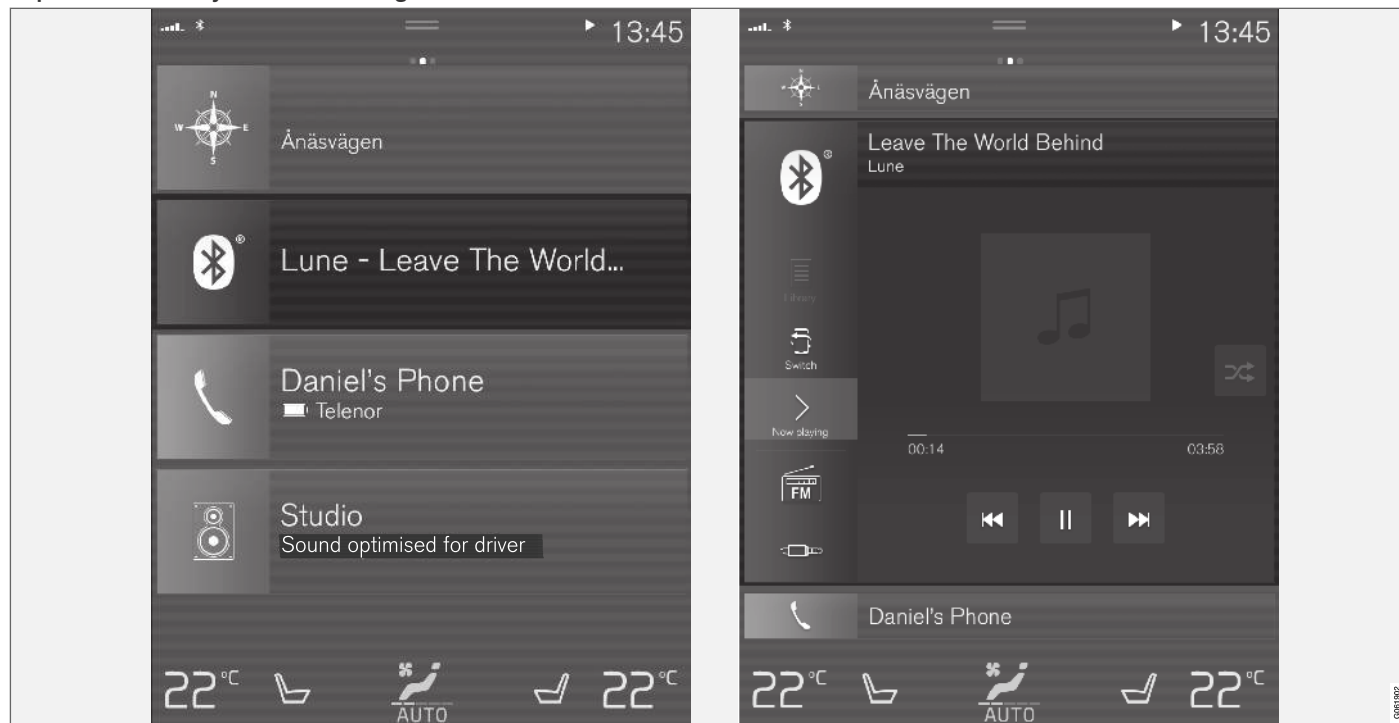 13:45
N
W E
S
Ånäsvägen
Lune - Leave The World...
Daniel's Phone
Telenor
Studio
Sound optimised for driver
22°C
AUTO
22°C
13:45
Ånäsvägen
Leave The World Behind
Lune
Library
Switch
Now playing
00:14
03:58
FM
Daniel's Phone
22°C
AUTO
22°C